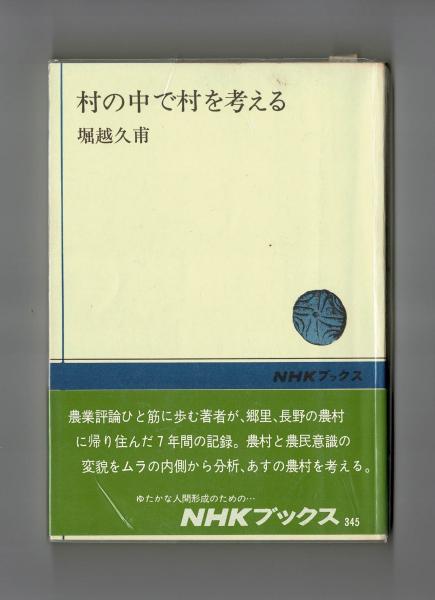 村の中で村を考える
堀越久甫
NHKブックス
農業評論ひと筋に歩む著者が、郷里、長野の農村
に帰り住んだ7年間の記録。農村と農民意識の
変貌をムラの内側から分析、あすの農村を考える。
ゆたかな人間形成のための…
NHKブックス 345